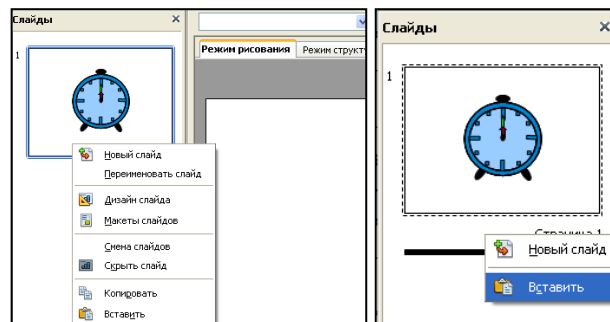 Слайды
1
Режим рисования
Режим структ
Новый слайд
Переименовать слайд
Дизайн слайда
Макеты слайдов
Смена слайдов
Скрыть слайд
Копировать
Вставить
Слайды
1
Страница 1
Новый слайд
Вставить